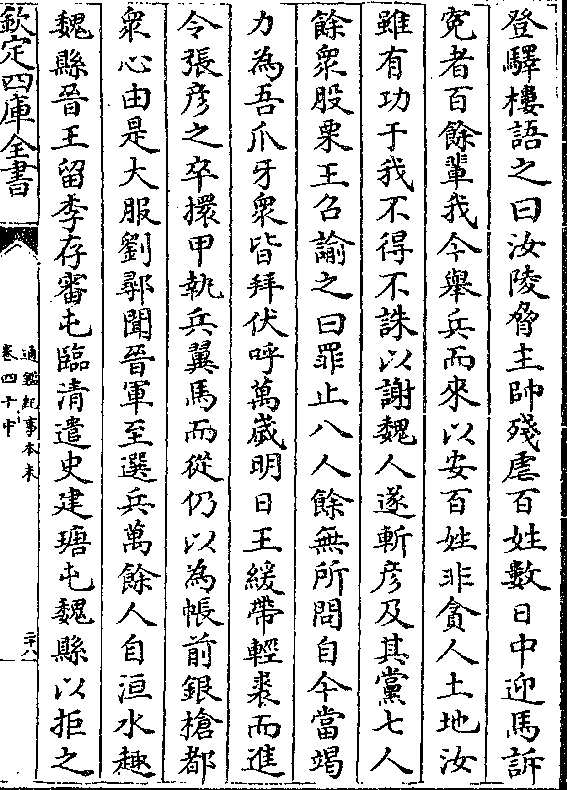 登驛樓語之曰汝陵脅主帥殘虐百姓數日中迎馬訴
寃者百餘輩我今舉兵而來以安百姓非貪人土地汝
雖有功于我不得不誅以謝魏人遂斬彦及其黨七人
餘衆股栗王召諭之曰罪止八人餘無所問自今當竭
力為吾爪牙衆皆拜伏呼萬歲明日王緩帶輕裘而進
令張彦之卒擐甲執兵翼馬而從仍以為帳前銀槍都
衆心由是大服劉鄩聞晉軍至選兵萬餘人自洹水趣
魏縣晉王留李存審屯臨清遣史建瑭屯魏縣以拒之
欽定四庫全書
通鑑紀事本末
卷四十中
二十八